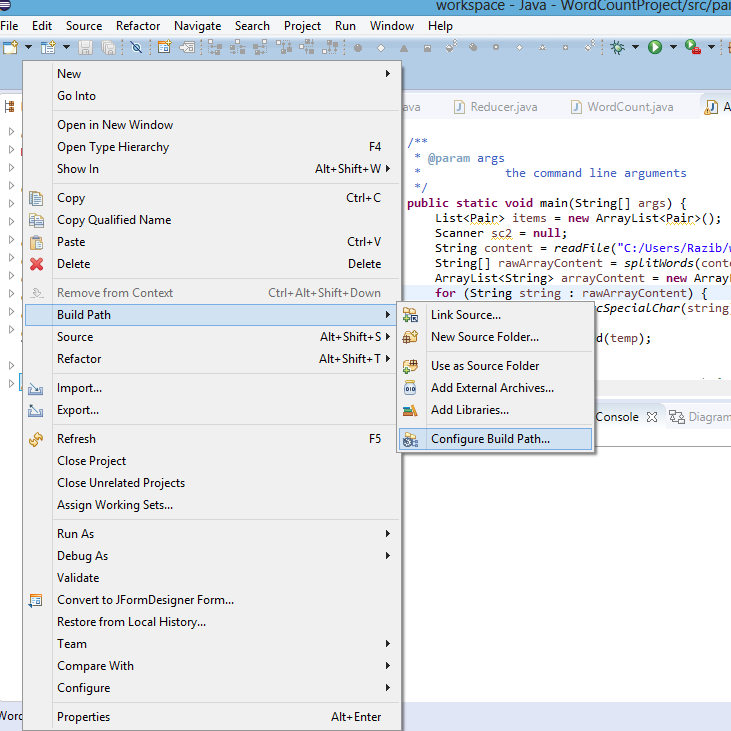 workspace - Java - WordCountProject/src/pa
File Edit Source Refactor Navigate Search Project Run Window Help
ava Reducer.java WordCount.java
New
Go Into
Open in New Window
Open Type Hierarchy F4
Show In Alt+Shift+W
Copy Ctrl+C
Copy Qualified Name
Paste Ctrl+V
Delete Delete
Remove from Context Ctrl+Alt+Shift+Down
Build Path
Source Alt+Shift+S
Refactor Alt+Shift+T
Import...
Export...
Refresh F5
Close Project
Close Unrelated Projects
Assign Working Sets...
Run As
Debug As
Validate
Convert to JFormDesigner Form...
Restore from Local History...
Team
Compare With
Configure
Properties Alt+Enter
Link Source...
New Source Folder...
Use as Source Folder
Add External Archives...
Add Libraries...
Configure Build Path...
/**
* @param args
* the command line arguments
*/
public static void main(String[] args) {
List<Pair> items = new ArrayList<Pair>();
Scanner sc2 = null;
String content = readFile("C:/Users/Razib/w
String[] rawArrayContent = splitWords(conte
ArrayList<String> arrayContent = new Array
for (String string : rawArrayContent) {
cSpecialChar(string
d(temp);
Console Diagram
Word